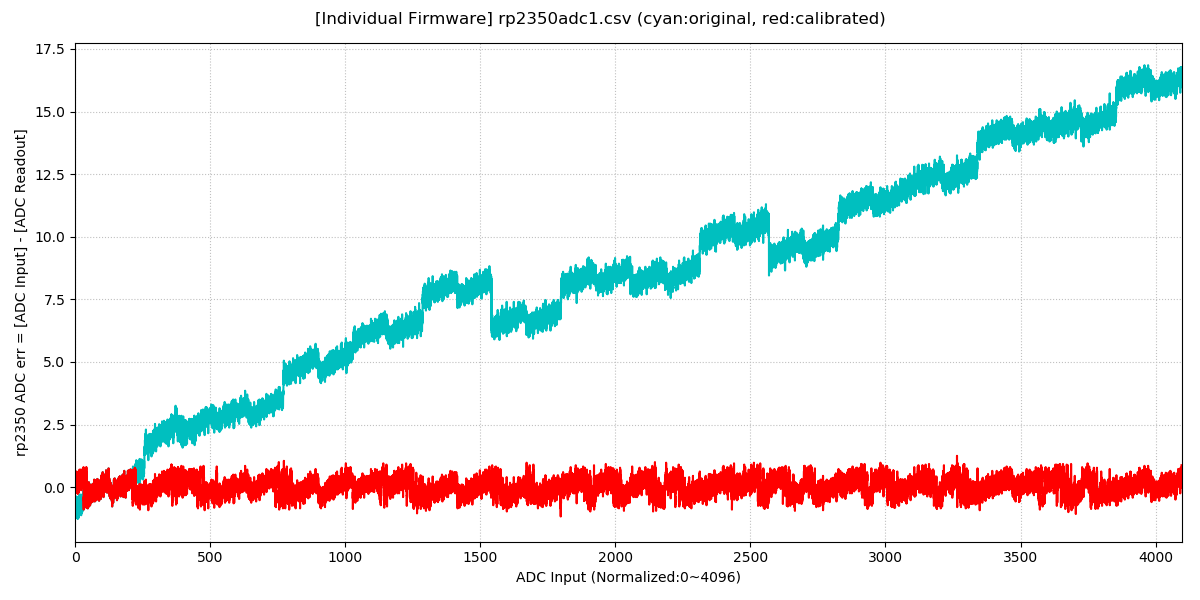 [Individual Firmware] rp2350adc1.csv (cyan:original, red:calibrated)
rp2350 ADC err = [ADC Input] - [ADC Readout]
17.5
15.0
12.5
10.0
7.5
5.0
2.5
0.0
0 500 1000 1500 2000 2500 3000 3500 4000
ADC Input (Normalized:0~4096)